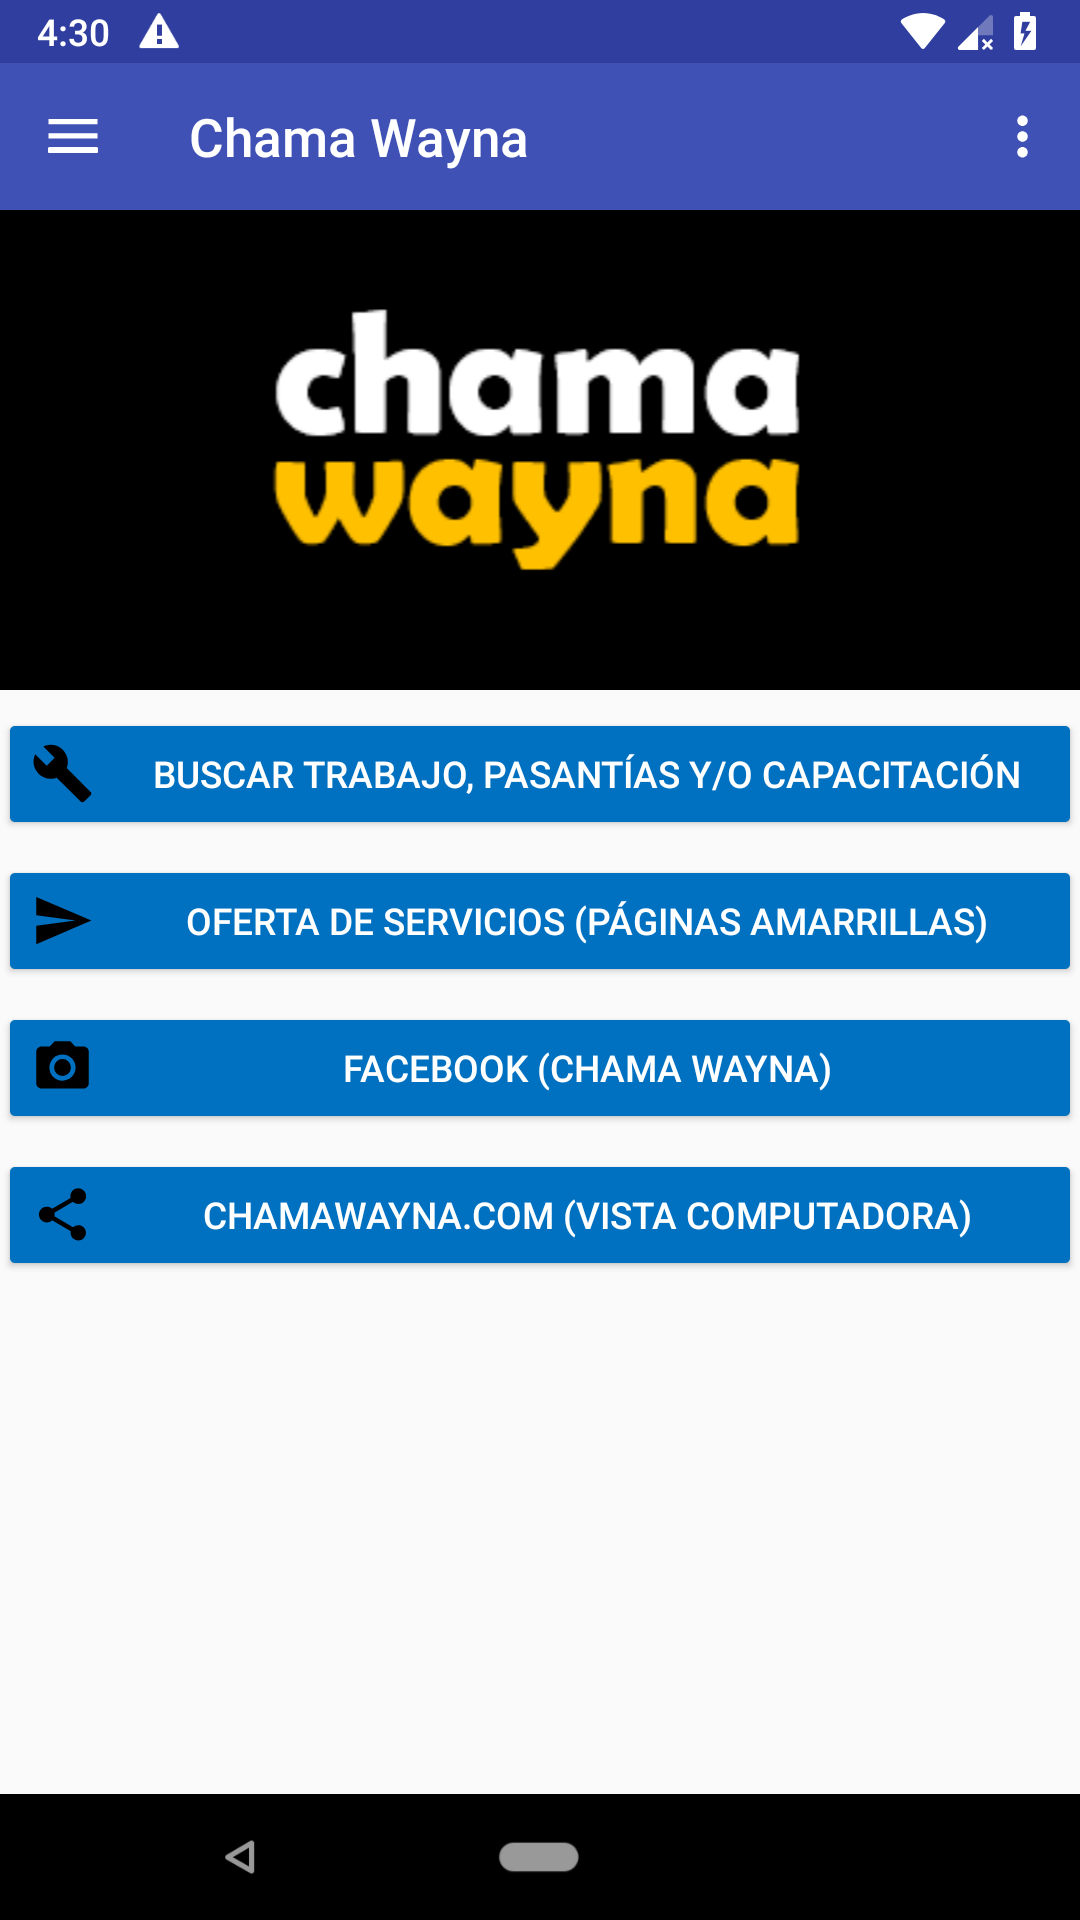 4:30
Chama Wayna
chama
wayna
BUSCAR TRABAJO, PASANTÍAS Y/O CAPACITACIÓN
OFERTA DE SERVICIOS (PÁGINAS AMARRILLAS)
FACEBOOK (CHAMA WAYNA)
CHAMAWAYNA.COM (VISTA COMPUTADORA)